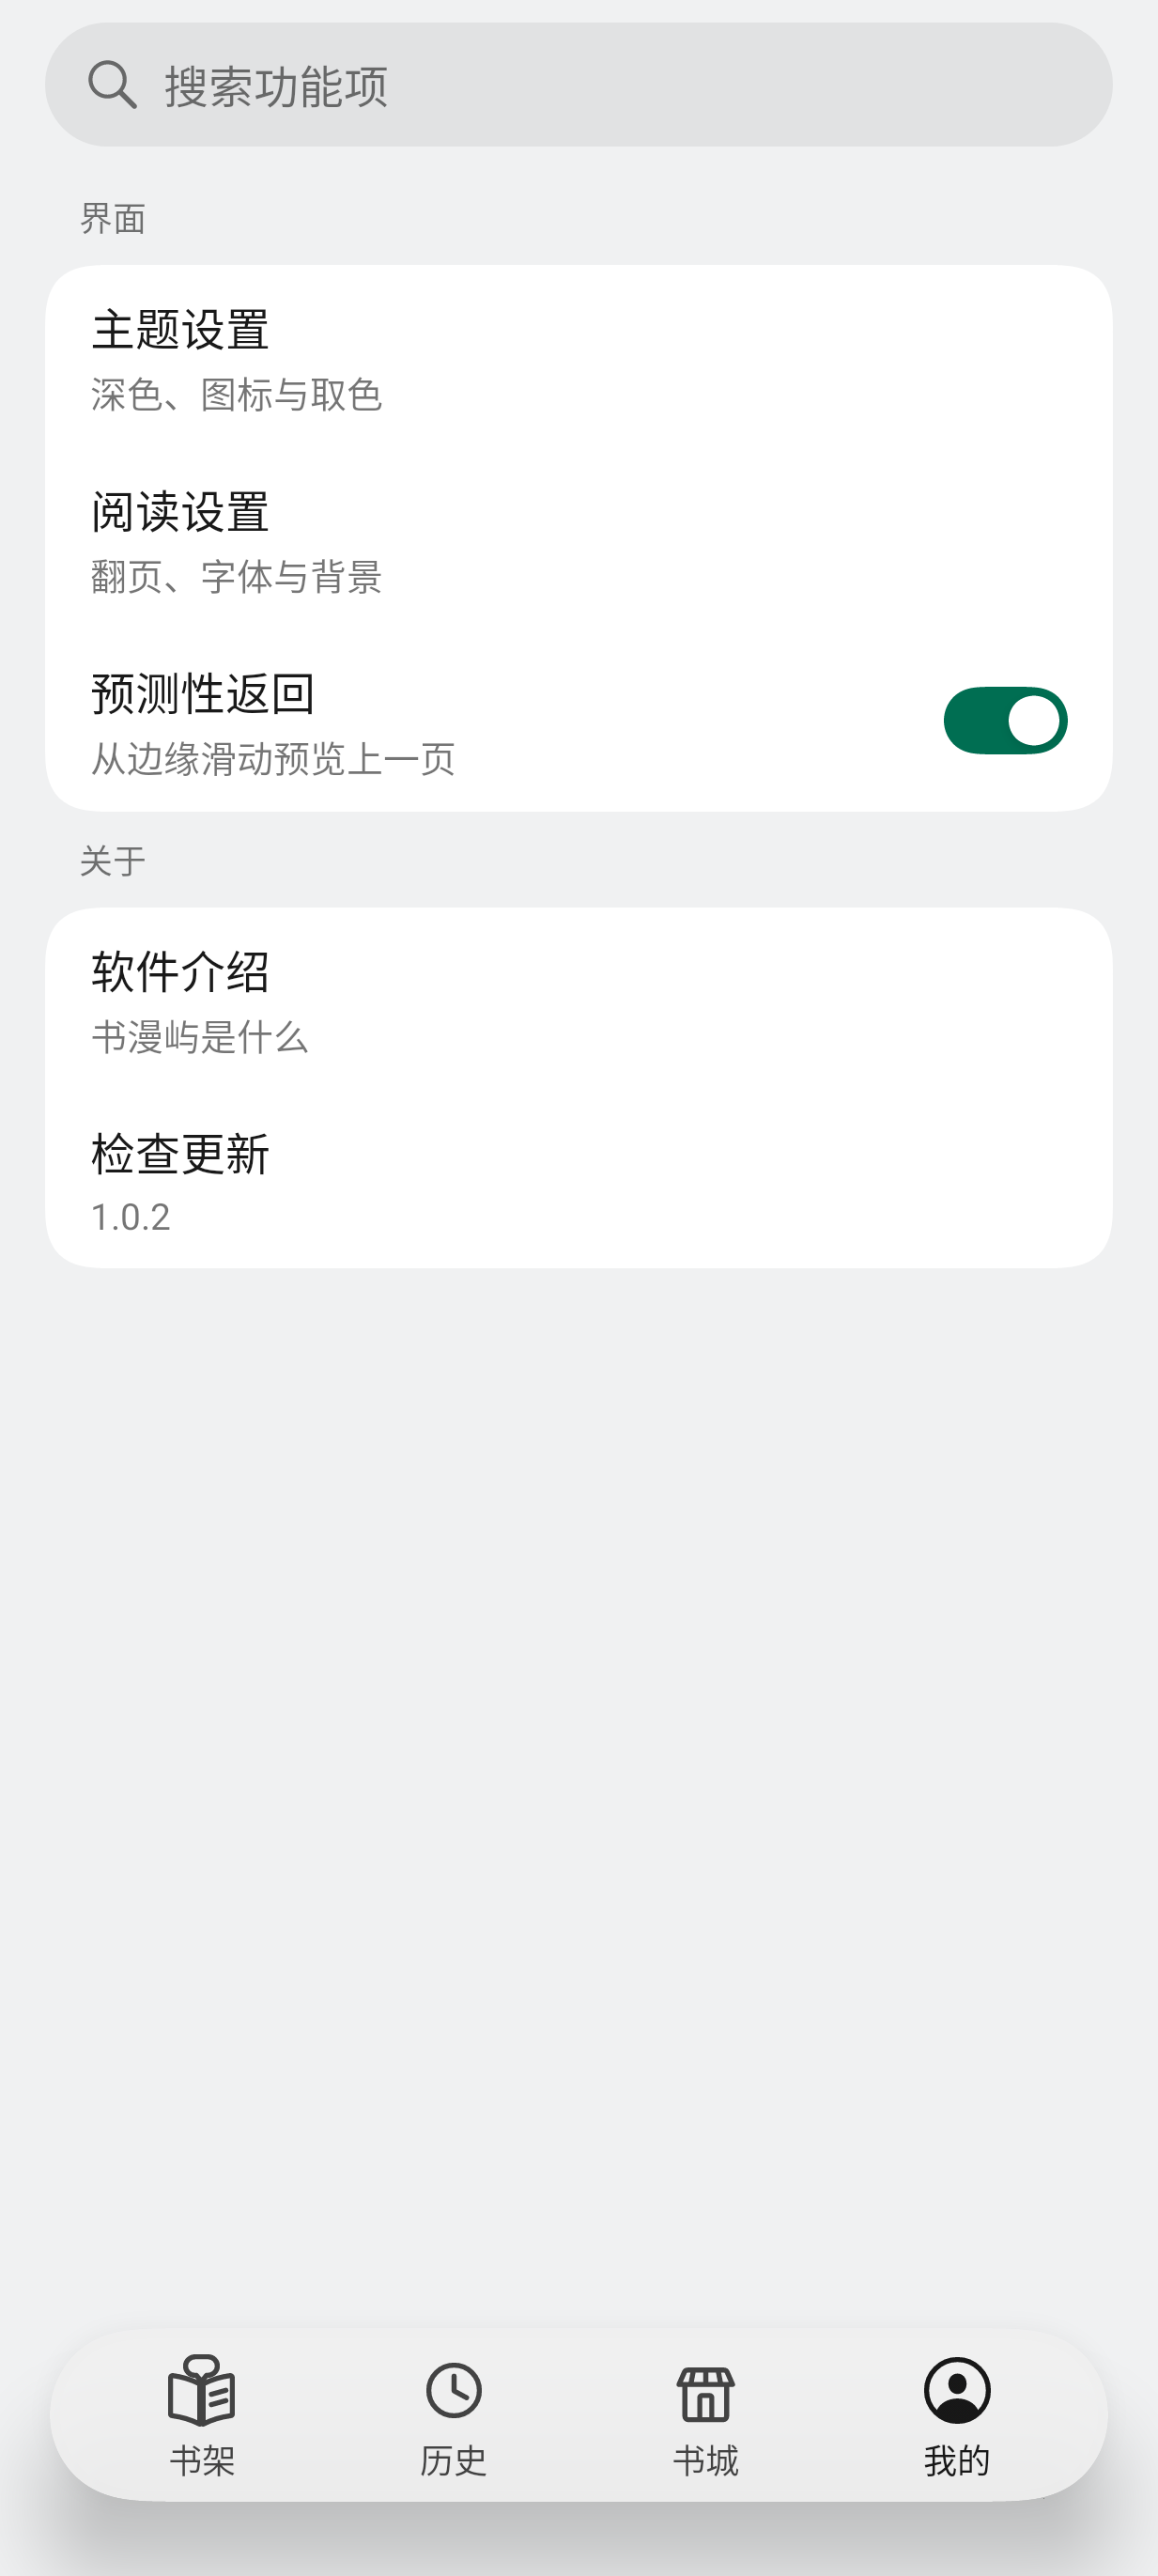 搜索功能项
界面
主题设置
深色、图标与取色
阅读设置
翻页、字体与背景
预测性返回
从边缘滑动预览上一页
关于
软件介绍
书漫屿是什么
检查更新
1.0.2
书架
历史
书城
我的